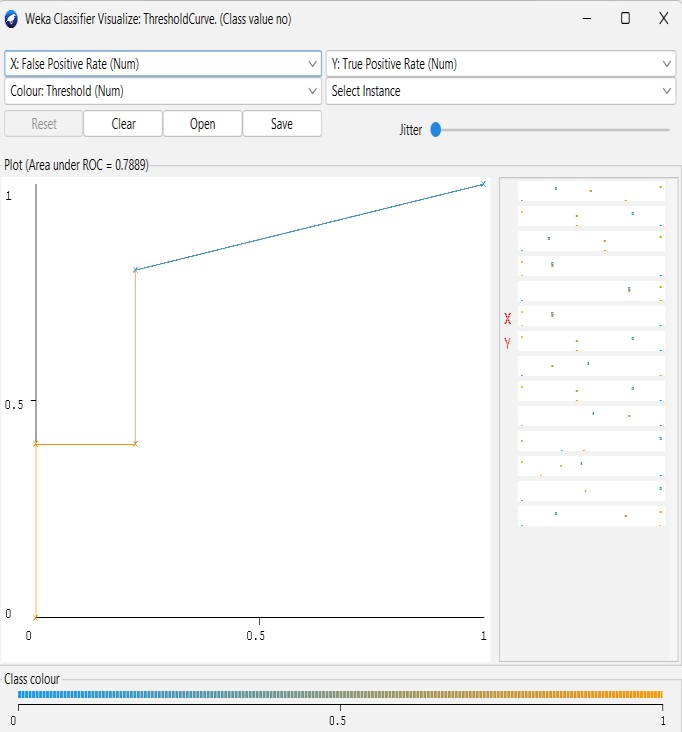 Weka Classifier Visualize: ThresholdCurve. (Class value no)
X: False Positive Rate (Num)
Y: True Positive Rate (Num)
Colour: Threshold (Num)
Select Instance
Reset
Clear
Open
Save
Jitter
Plot (Area under ROC = 0.7889)
1
0.5
0
0
0.5
1
X
Y
Class colour
0
0.5
1